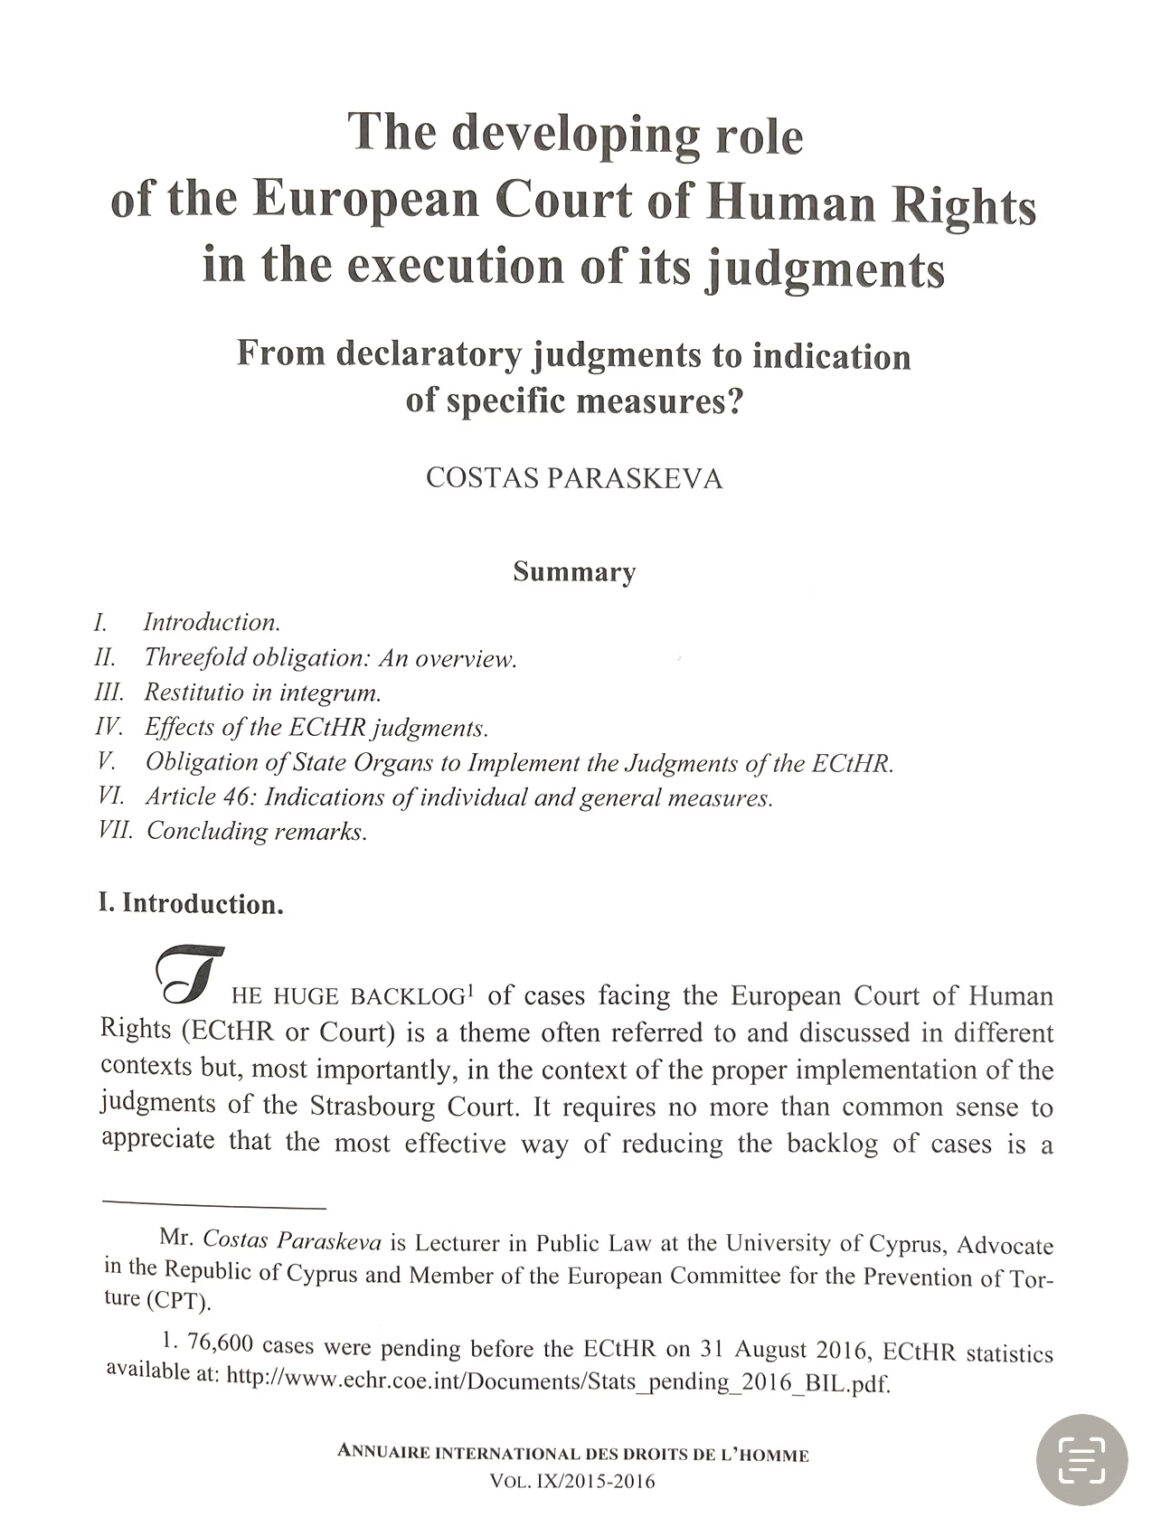 The developing role
of the European Court of Human Rights
in the execution of its judgments
From declaratory judgments to indication
of specific measures?
COSTAS PARASKEVA
Summary
I. Introduction.
II. Threefold obligation: An overview.
III. Restitutio in integrum.
IV. Effects of the ECtHR judgments.
V. Obligation of State Organs to Implement the Judgments of the ECtHR.
VI. Article 46: Indications of individual and general measures.
VII. Concluding remarks.
I. Introduction.
THE HUGE BACKLOG¹ of cases facing the European Court of Human
Rights (ECtHR or Court) is a theme often referred to and discussed in different
contexts but, most importantly, in the context of the proper implementation of the
judgments of the Strasbourg Court. It requires no more than common sense to
appreciate that the most effective way of reducing the backlog of cases is a
Mr. Costas Paraskeva is Lecturer in Public Law at the University of Cyprus, Advocate
in the Republic of Cyprus and Member of the European Committee for the Prevention of Tor-
ture (CPT).
1. 76,600 cases were pending before the ECtHR on 31 August 2016, ECtHR statistics
available at: http://www.echr.coe.int/Documents/Stats_pending_2016_BIL.pdf.
ANNUAIRE INTERNATIONAL DES DROITS DE L'HOMME
VOL. IX/2015-2016